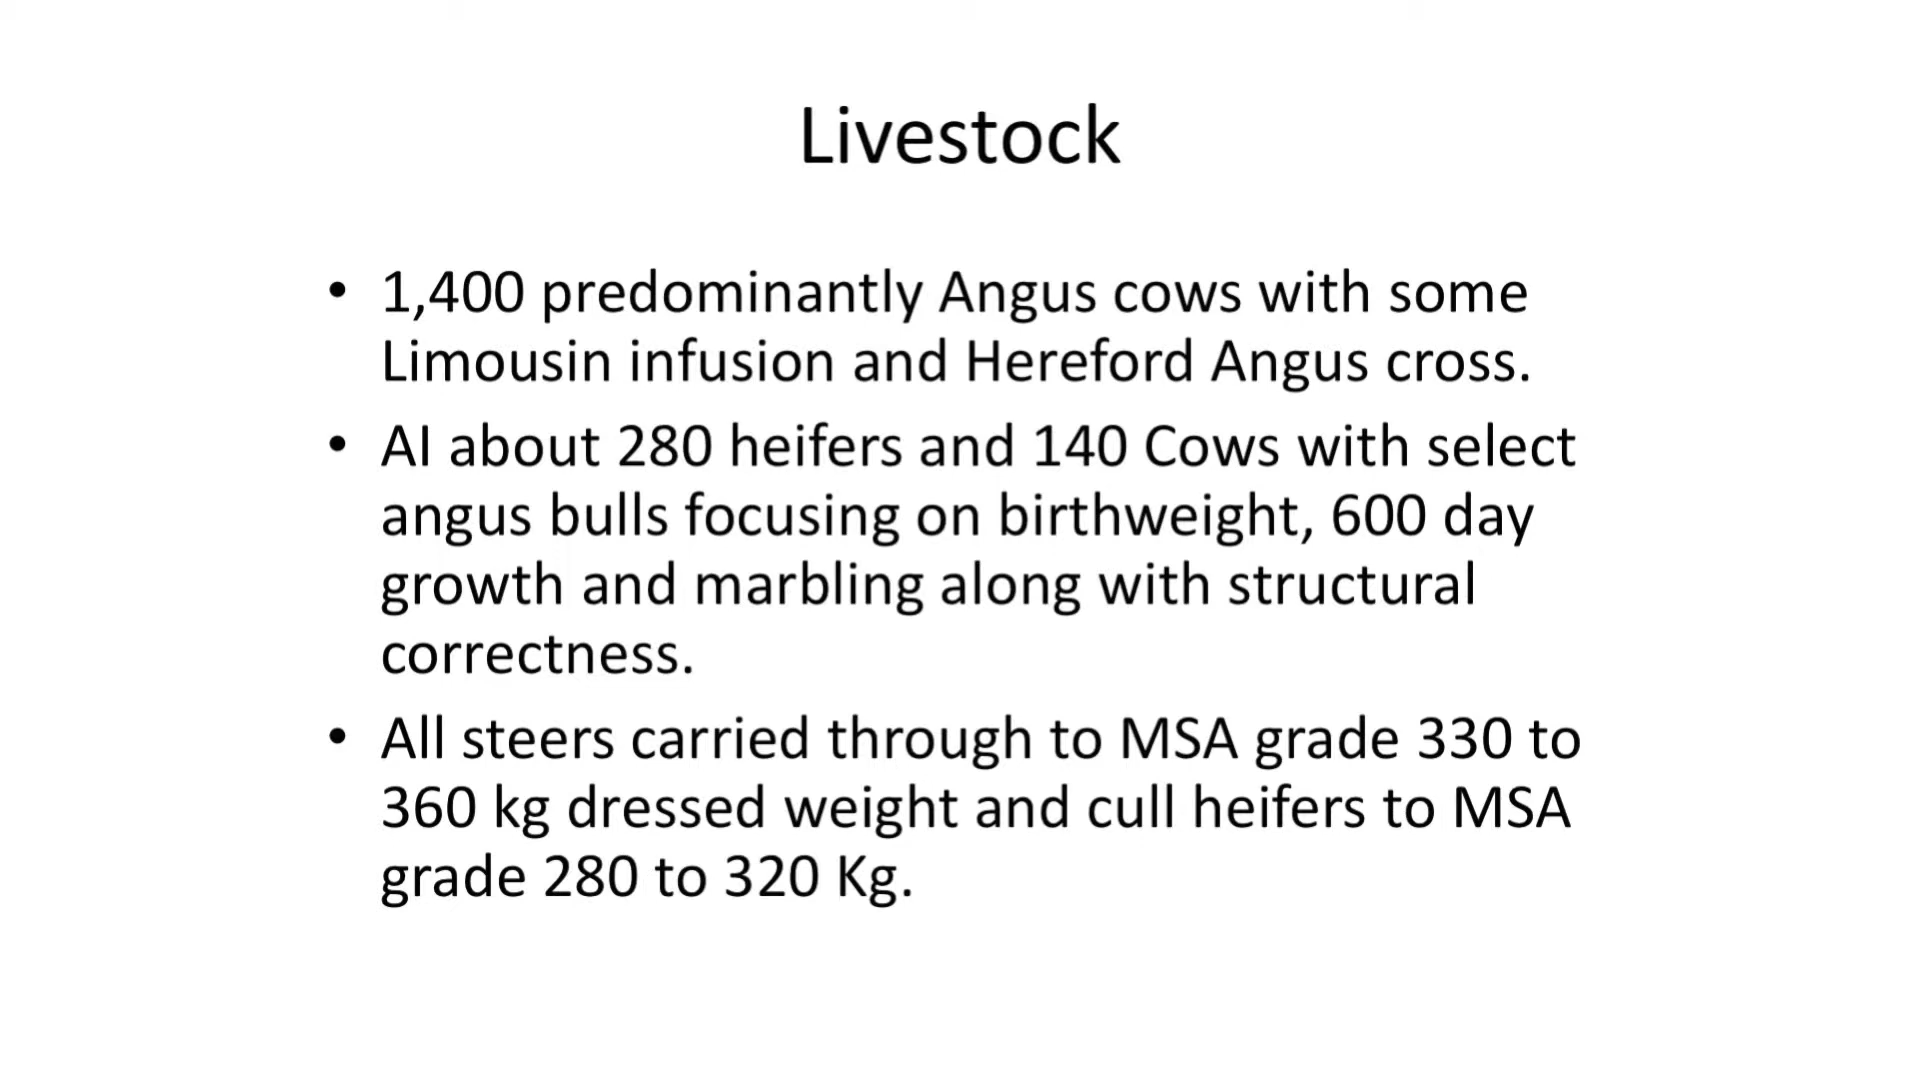 Livestock
• 1,400 predominantly Angus cows with some
Limousin infusion and Hereford Angus cross.
• AI about 280 heifers and 140 Cows with select
angus bulls focusing on birthweight, 600 day
growth and marbling along with structural
correctness.
• All steers carried through to MSA grade 330 to
360 kg dressed weight and cull heifers to MSA
grade 280 to 320 Kg.